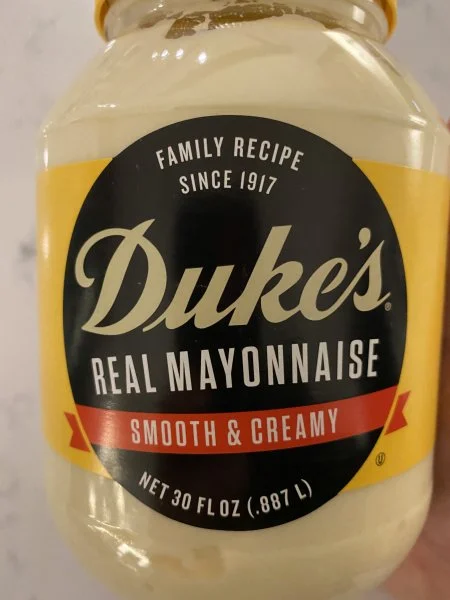 FAMILY RECIPE
SINCE 1917
Duke's®
REAL MAYONNAISE
SMOOTH & CREAMY
U
NET 30 FL OZ (.887 L)